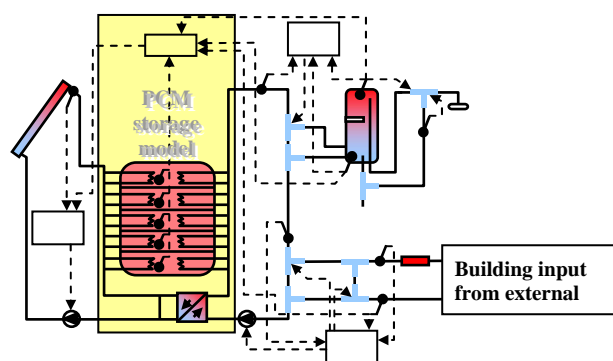 PCM
storage
model
Building input
from external